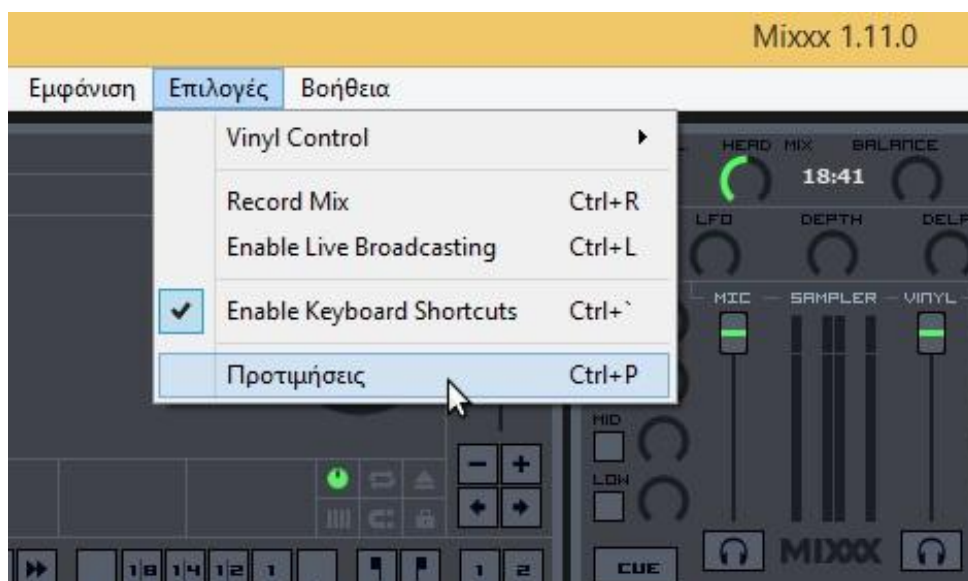 Mixxx 1.11.0
Εμφάνιση Επιλογές Βοήθεια
Vinyl Control
Record Mix Ctrl+R
Enable Live Broadcasting Ctrl+L
Enable Keyboard Shortcuts Ctrl+`
Προτιμήσεις Ctrl+P
HEAD MIX BALANCE
18:41
LFO DEPTH
MIC SAMPLER VINYL
MID
LOW
MIXXX
1|8 1|4 1|2 1 1 2 CUE